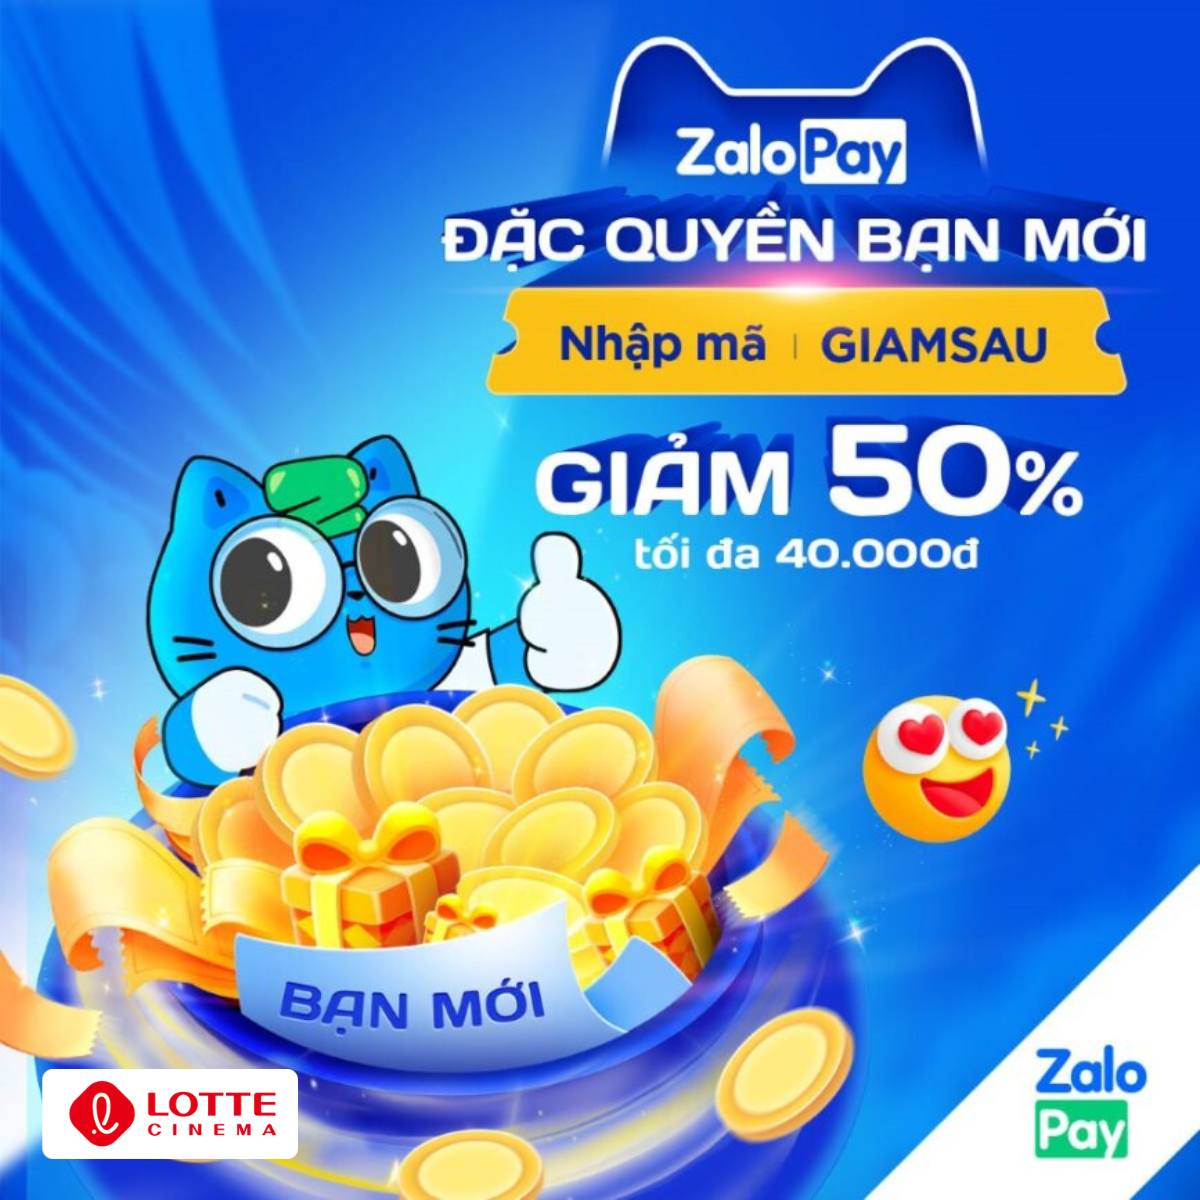 ZaloPay
ĐẶC QUYỀN BẠN MỚI
Nhập mã | GIAMSAU
GIẢM 50%
tối đa 40.000đ
BẠN MỚI
LOTTE
CINEMA
Zalo
Pay